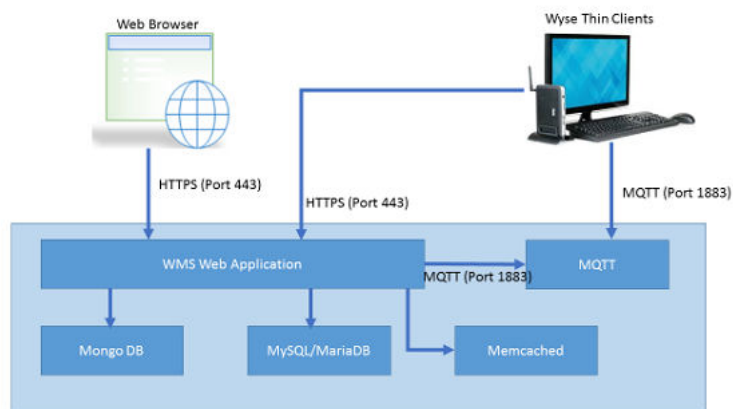 Web Browser
Wyse Thin Clients
HTTPS (Port 443)
HTTPS (Port 443)
MQTT (Port 1883)
WMS Web Application
MQTT (Port 1883)
MQTT
Mongo DB
MySQL/MariaDB
Memcached